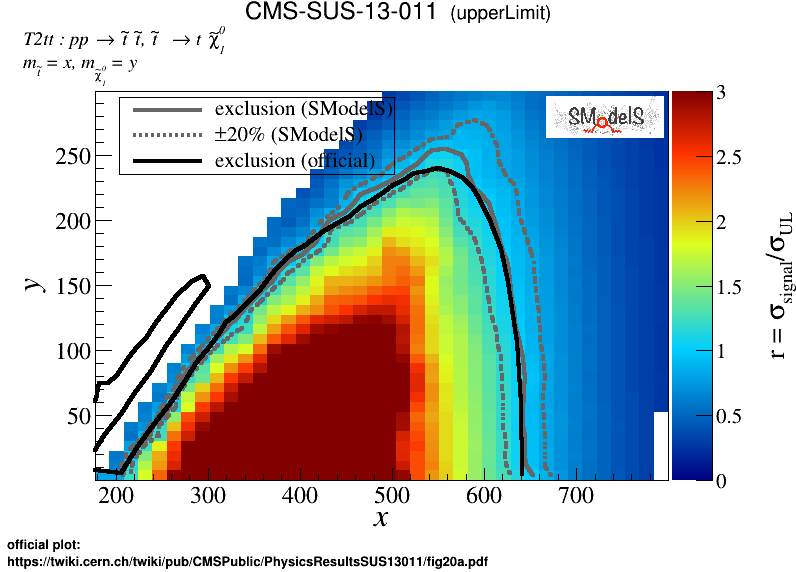 CMS-SUS-13-011 (upperLimit)
T2tt : pp → t̃ t̃, t̃ → t χ̃₁⁰
m_t̃ = x, m_χ̃₁⁰ = y
exclusion (SModelS)
±20% (SModelS)
exclusion (official)
SModelS
y
250
200
150
100
50
200 300 400 500 600 700
x
3
2.5
2
1.5
1
0.5
0
r = σ_signal/σ_UL
official plot:
https://twiki.cern.ch/twiki/pub/CMSPublic/PhysicsResultsSUS13011/fig20a.pdf